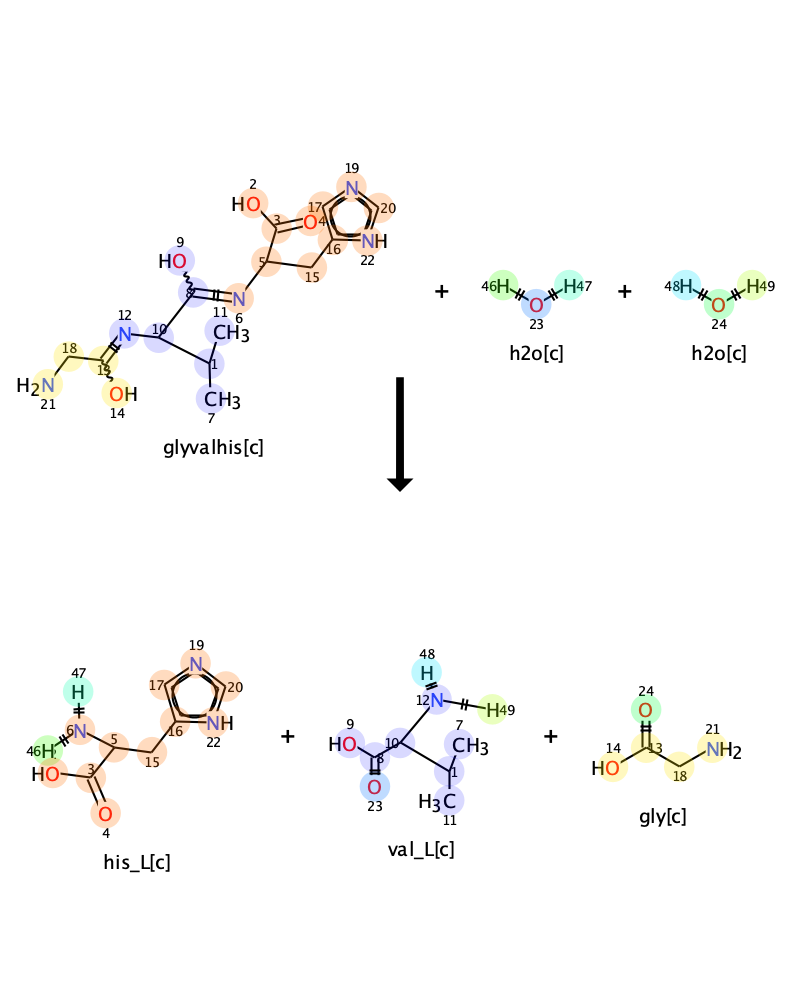 19
2
N
HO
17
20
3
O
4
9
NH
HO
16
5
22
15
8
N
46
H
H
47
48
H
H
49
+
+
12
11
6
O
O
N
10
CH3
23
24
18
h2o[c]
h2o[c]
1
H2N
OH
CH3
21
14
7
glyvalhis[c]
19
48
N
H
24
47
17
20
12
N
H
49
O
H
9
7
21
6
N
5
16
NH
22
+
HO
10
CH3
+
14
13
NH2
46
H
15
8
HO
18
HO
3
O
1
gly[c]
O
23
H3C
4
11
his_L[c]
val_L[c]